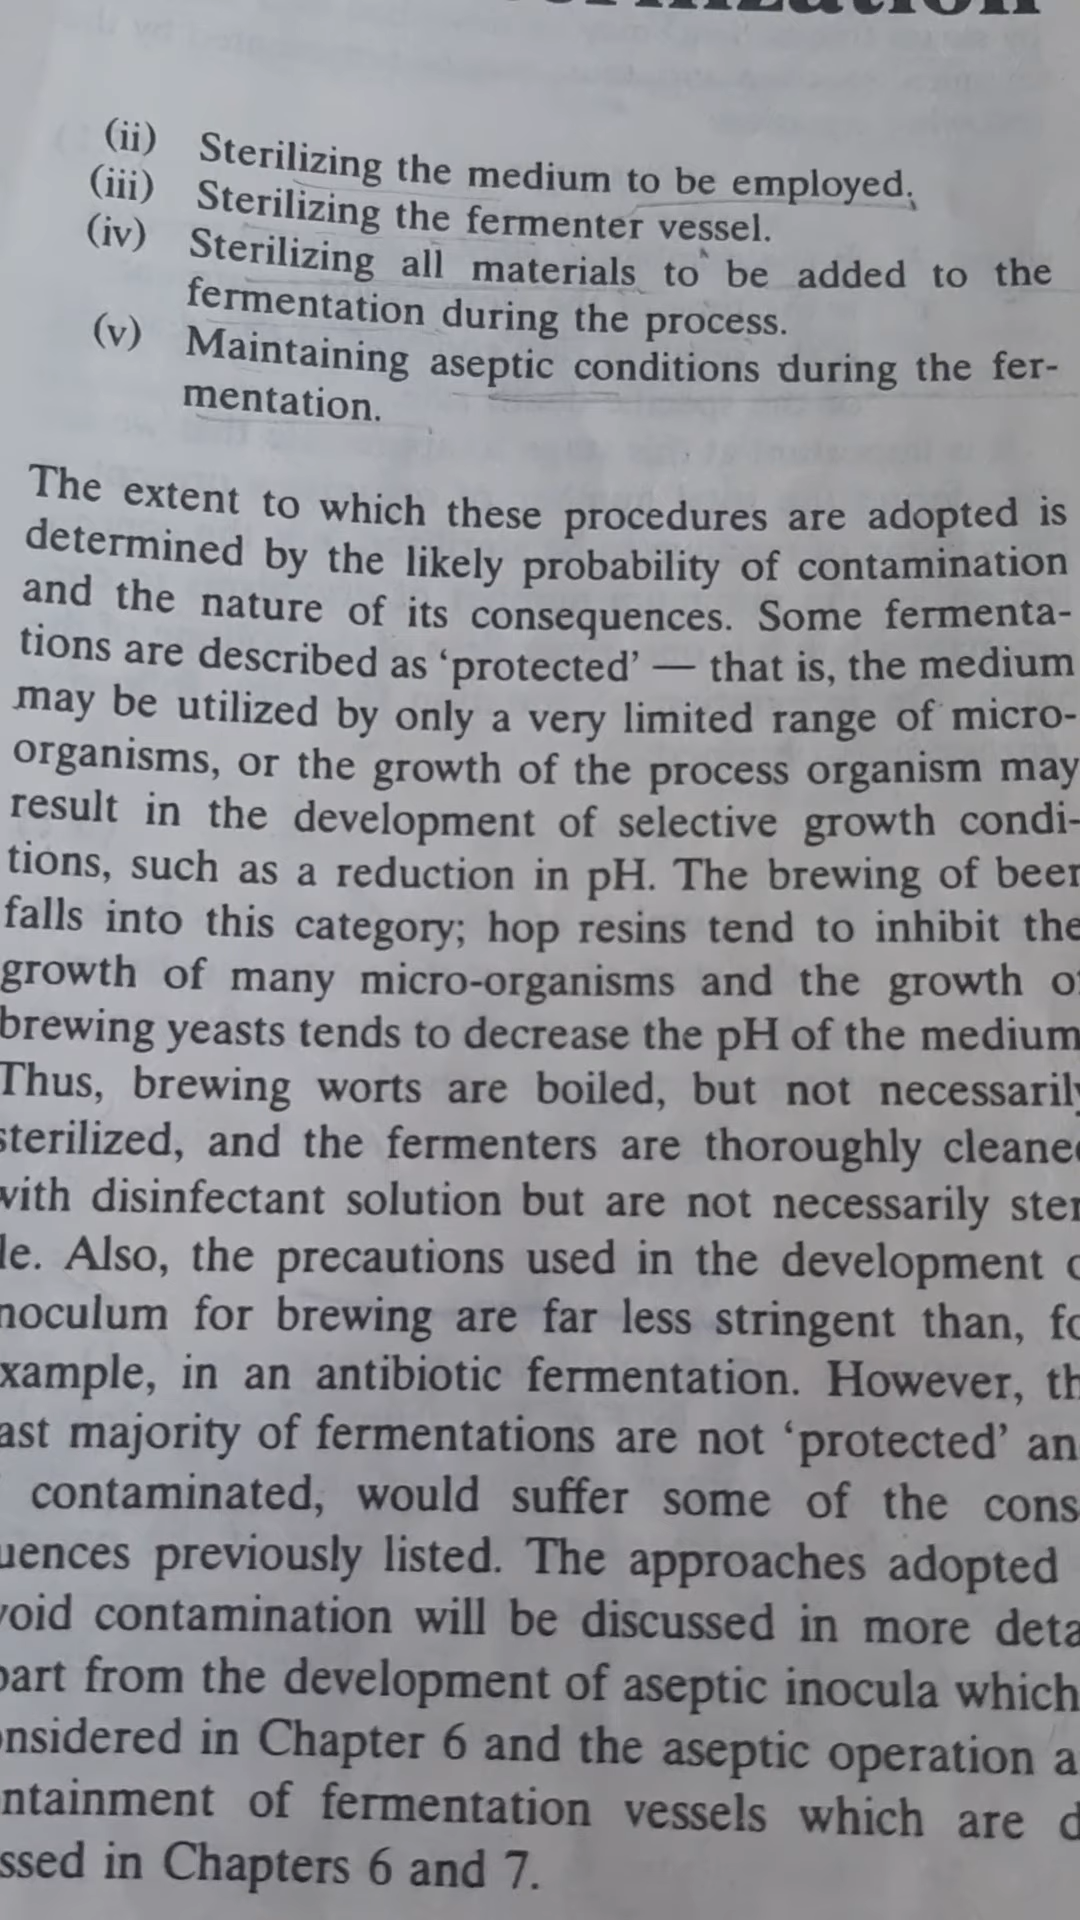 (ii) Sterilizing the medium to be employed.
(iii) Sterilizing the fermenter vessel.
(iv) Sterilizing all materials to be added to the
fermentation during the process.
(v) Maintaining aseptic conditions during the fer-
mentation.
The extent to which these procedures are adopted is
determined by the likely probability of contamination
and the nature of its consequences. Some fermenta-
tions are described as ‘protected’ — that is, the medium
may be utilized by only a very limited range of micro-
organisms, or the growth of the process organism may
result in the development of selective growth condi-
tions, such as a reduction in pH. The brewing of beer
falls into this category; hop resins tend to inhibit the
growth of many micro-organisms and the growth of
brewing yeasts tends to decrease the pH of the medium
Thus, brewing worts are boiled, but not necessarily
sterilized, and the fermenters are thoroughly cleane
with disinfectant solution but are not necessarily ster
le. Also, the precautions used in the development
noculum for brewing are far less stringent than, fo
xample, in an antibiotic fermentation. However, th
ast majority of fermentations are not ‘protected’ an
contaminated, would suffer some of the cons
uences previously listed. The approaches adopted
void contamination will be discussed in more deta
part from the development of aseptic inocula which
onsidered in Chapter 6 and the aseptic operation a
ntainment of fermentation vessels which are d
ssed in Chapters 6 and 7.